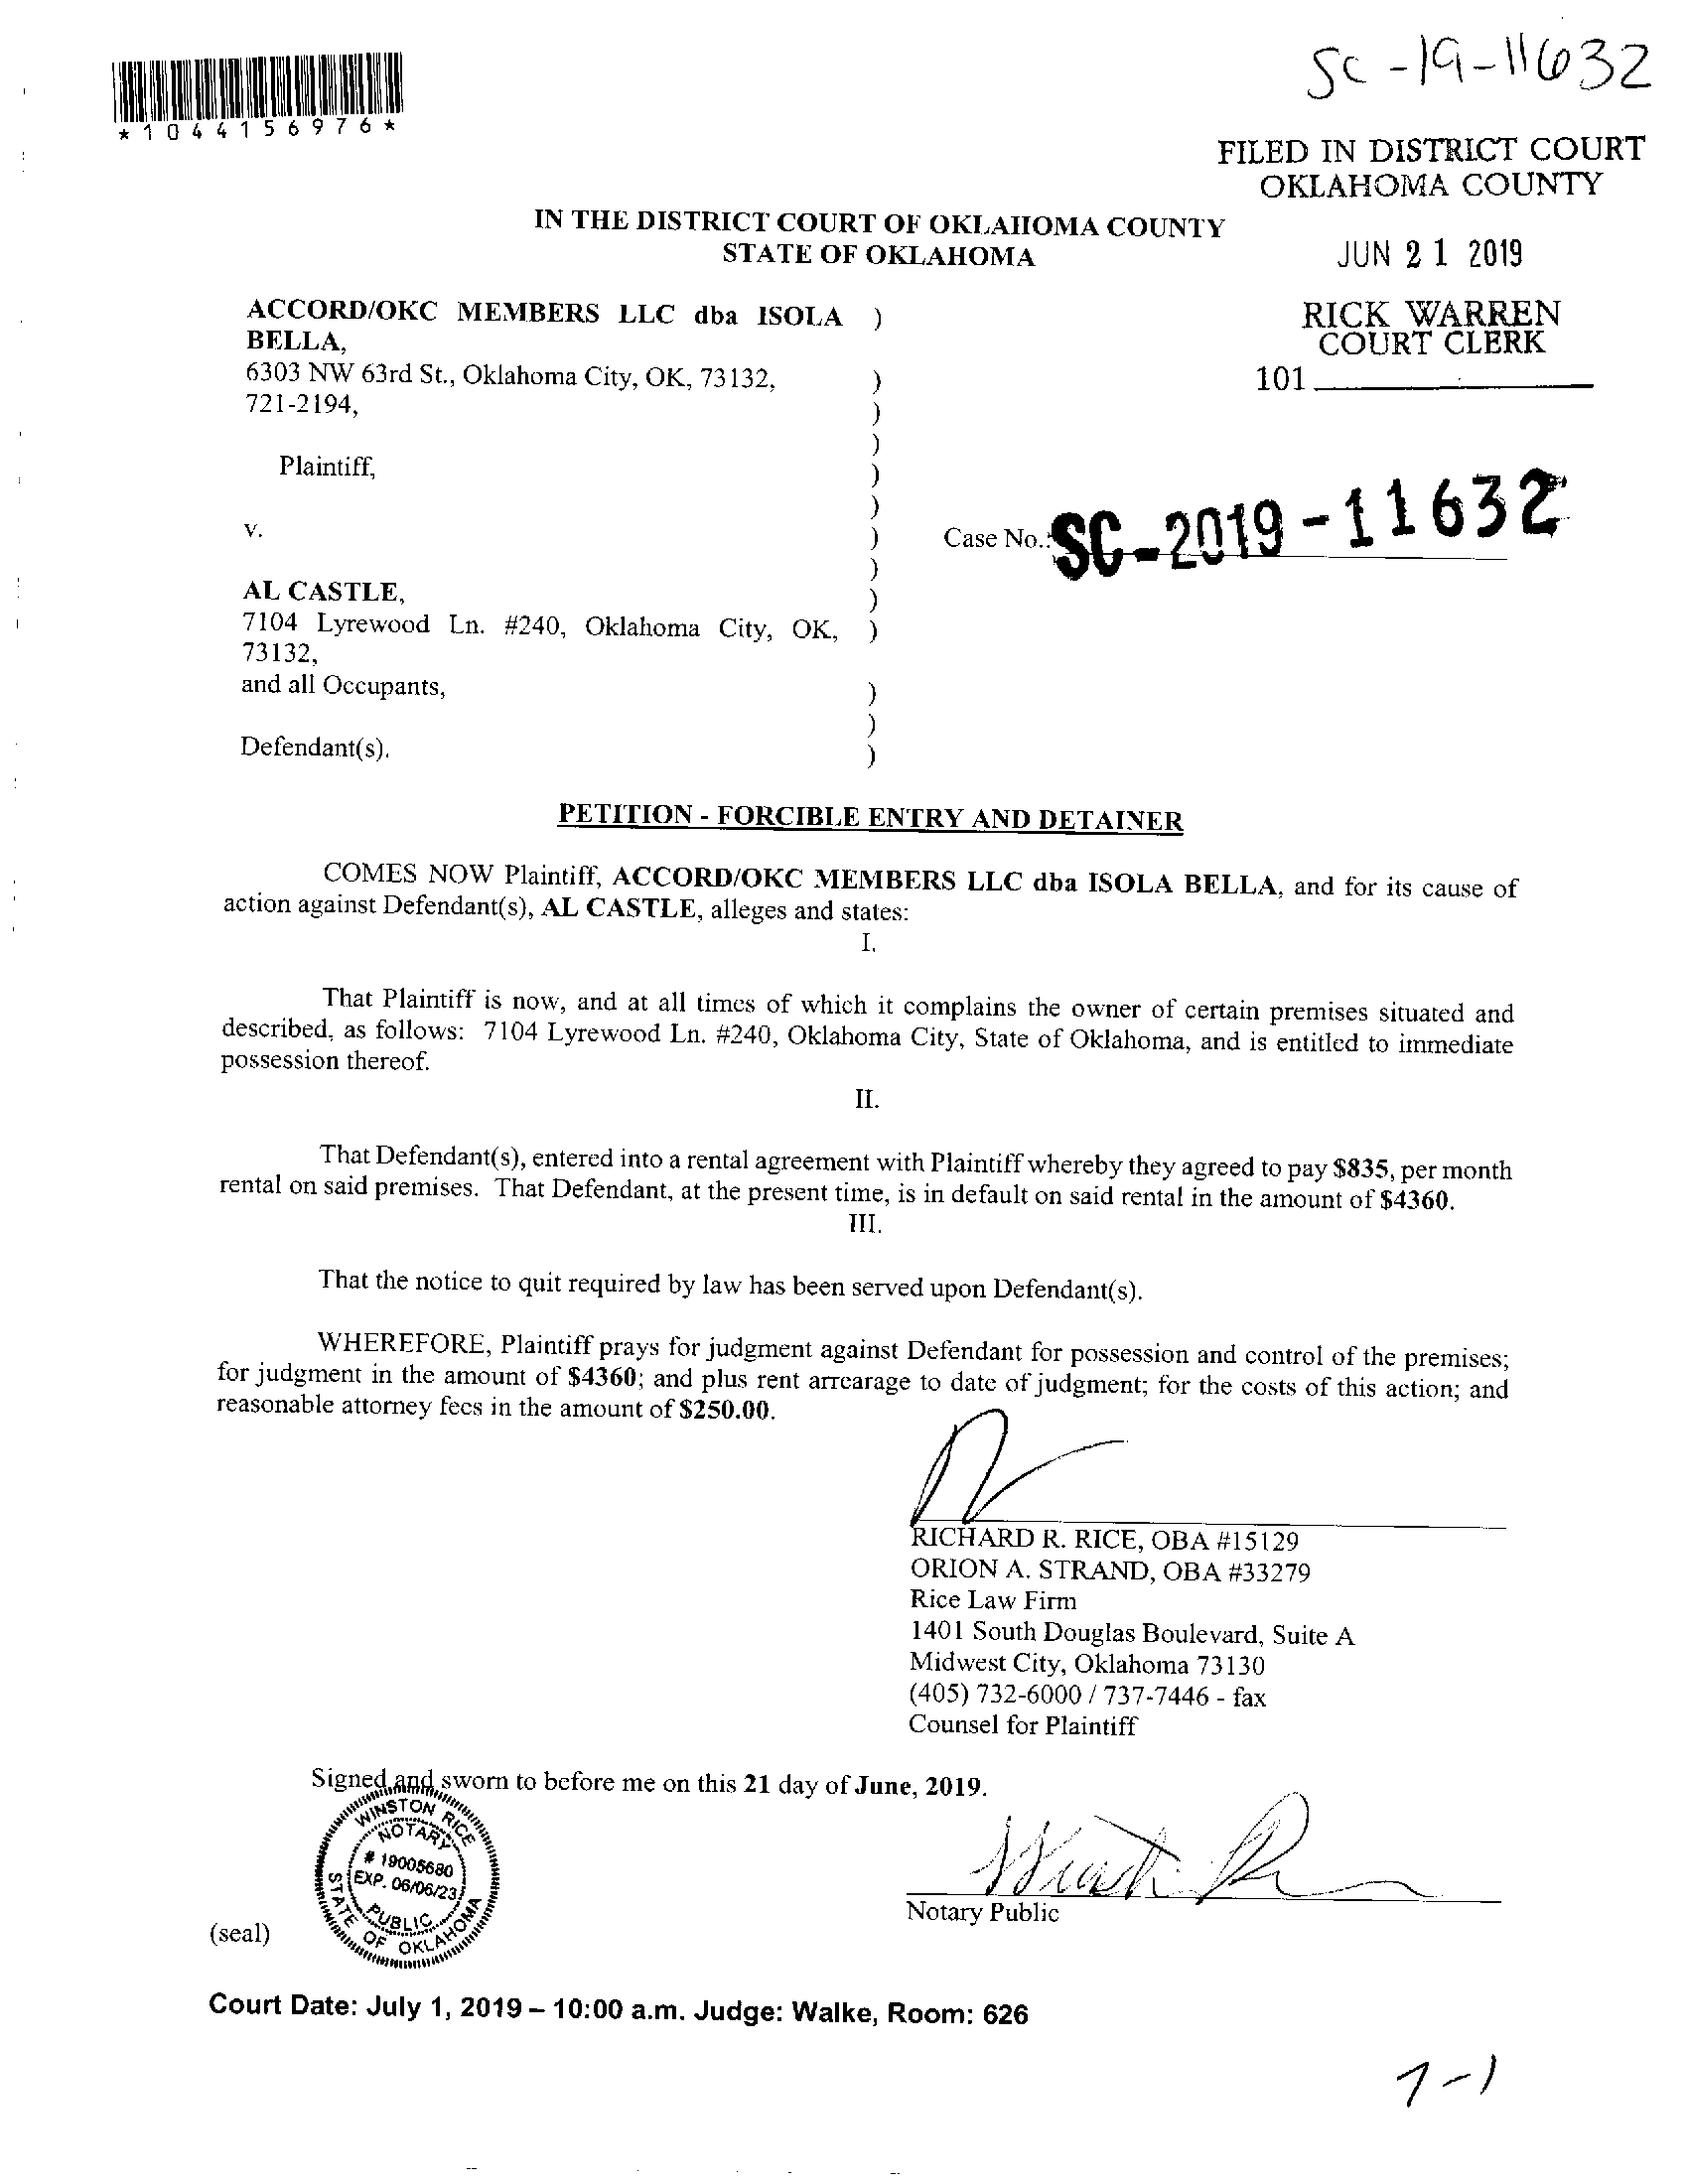 SC-19-11632
*1044156976*
FILED IN DISTRICT COURT
OKLAHOMA COUNTY
IN THE DISTRICT COURT OF OKLAHOMA COUNTY
STATE OF OKLAHOMA
JUN 21 2019
RICK WARREN
COURT CLERK
101
ACCORD/OKC MEMBERS LLC dba ISOLA )
BELLA,
6303 NW 63rd St., Oklahoma City, OK, 73132, )
721-2194, )
)
Plaintiff, )
)
v. )
Case No.: SC-2019-11632
)
AL CASTLE, )
7104 Lyrewood Ln. #240, Oklahoma City, OK, )
73132,
and all Occupants, )
)
Defendant(s). )
PETITION - FORCIBLE ENTRY AND DETAINER
COMES NOW Plaintiff, ACCORD/OKC MEMBERS LLC dba ISOLA BELLA, and for its cause of
action against Defendant(s), AL CASTLE, alleges and states:
I.
That Plaintiff is now, and at all times of which it complains the owner of certain premises situated and
described, as follows: 7104 Lyrewood Ln. #240, Oklahoma City, State of Oklahoma, and is entitled to immediate
possession thereof.
II.
That Defendant(s), entered into a rental agreement with Plaintiff whereby they agreed to pay $835, per month
rental on said premises. That Defendant, at the present time, is in default on said rental in the amount of $4360.
III.
That the notice to quit required by law has been served upon Defendant(s).
WHEREFORE, Plaintiff prays for judgment against Defendant for possession and control of the premises;
for judgment in the amount of $4360; and plus rent arrearage to date of judgment; for the costs of this action; and
reasonable attorney fees in the amount of $250.00.
RICHARD R. RICE, OBA #15129
ORION A. STRAND, OBA #33279
Rice Law Firm
1401 South Douglas Boulevard, Suite A
Midwest City, Oklahoma 73130
(405) 732-6000 / 737-7446 - fax
Counsel for Plaintiff
Signed and sworn to before me on this 21 day of June, 2019.
WINSTON RICE
NOTARY
# 19005680
EXP. 06/06/23
PUBLIC
STATE OF OKLAHOMA
Notary Public
(seal)
Court Date: July 1, 2019 – 10:00 a.m. Judge: Walke, Room: 626
7-1